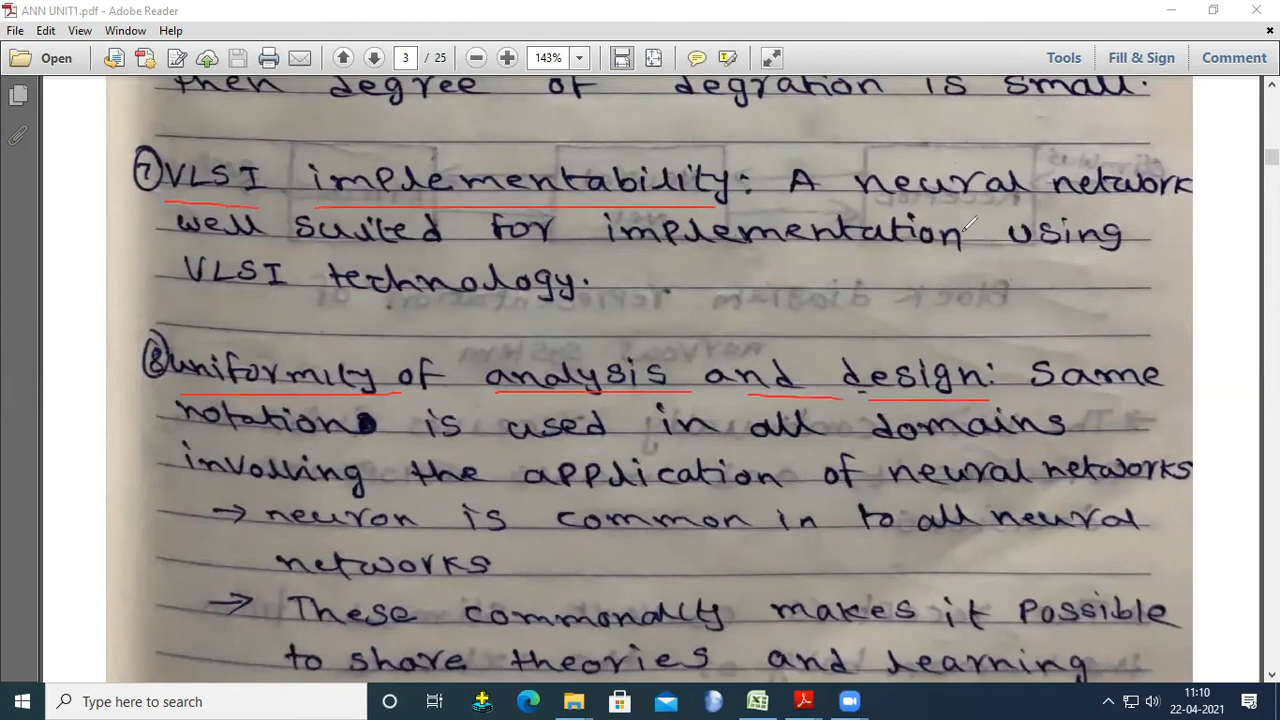 ANN UNIT1.pdf - Adobe Reader
File Edit View Window Help
Open 3 / 25 143% Tools Fill & Sign Comment
then degree of degration is small.
7 VLSI implementability: A neural network
well suited for implementation using
VLSI technology.
8 uniformity of analysis and design: Same
notation is used in all domains
involving the application of neural networks
→ neuron is common in to all neural
networks
→ These commonality makes it possible
to share theories and learning
Type here to search
11:10
22-04-2021